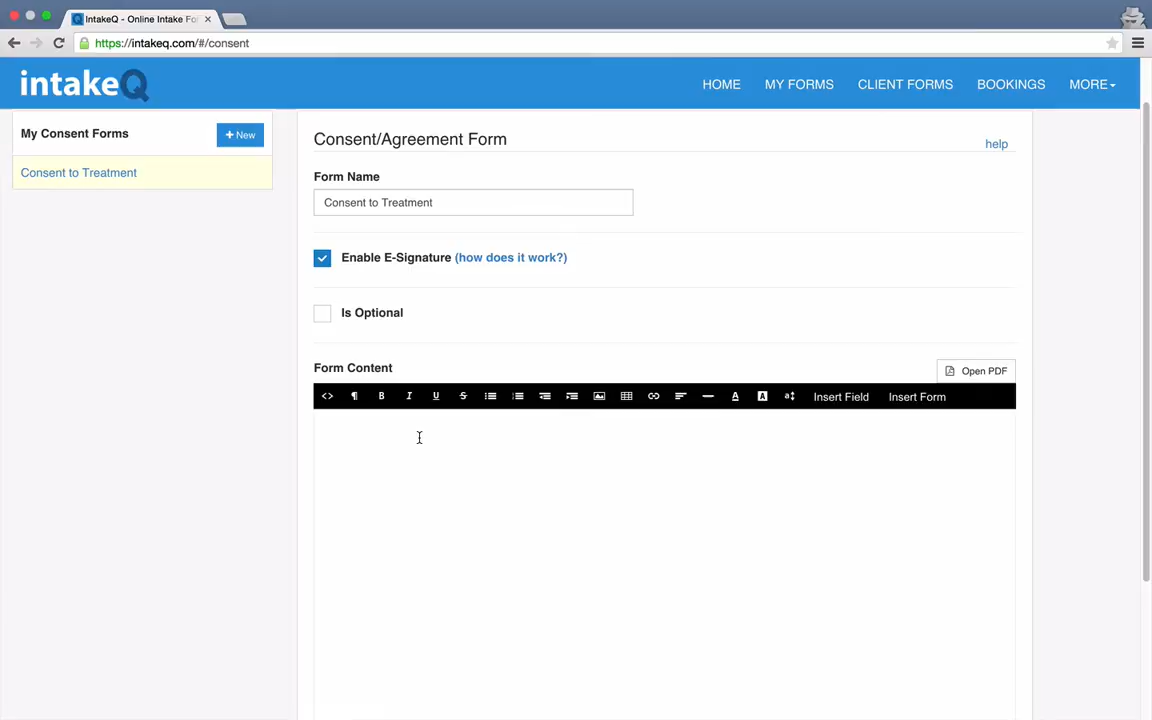 IntakeQ - Online Intake For
https://intakeq.com/#/consent
intakeQ
HOME
MY FORMS
CLIENT FORMS
BOOKINGS
MORE
My Consent Forms
+ New
Consent to Treatment
Consent/Agreement Form
help
Form Name
Consent to Treatment
Enable E-Signature (how does it work?)
Is Optional
Form Content
Open PDF
B I U S A A Insert Field Insert Form